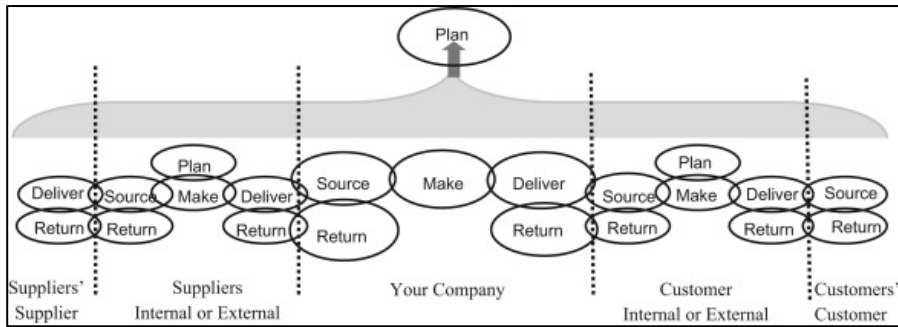 Plan
Plan
Plan
Source
Make
Deliver
Deliver
Source
Make
Deliver
Source
Make
Deliver
Source
Return
Return
Return
Return
Return
Return
Return
Return
Suppliers’
Supplier
Suppliers
Internal or External
Your Company
Customer
Internal or External
Customers’
Customer